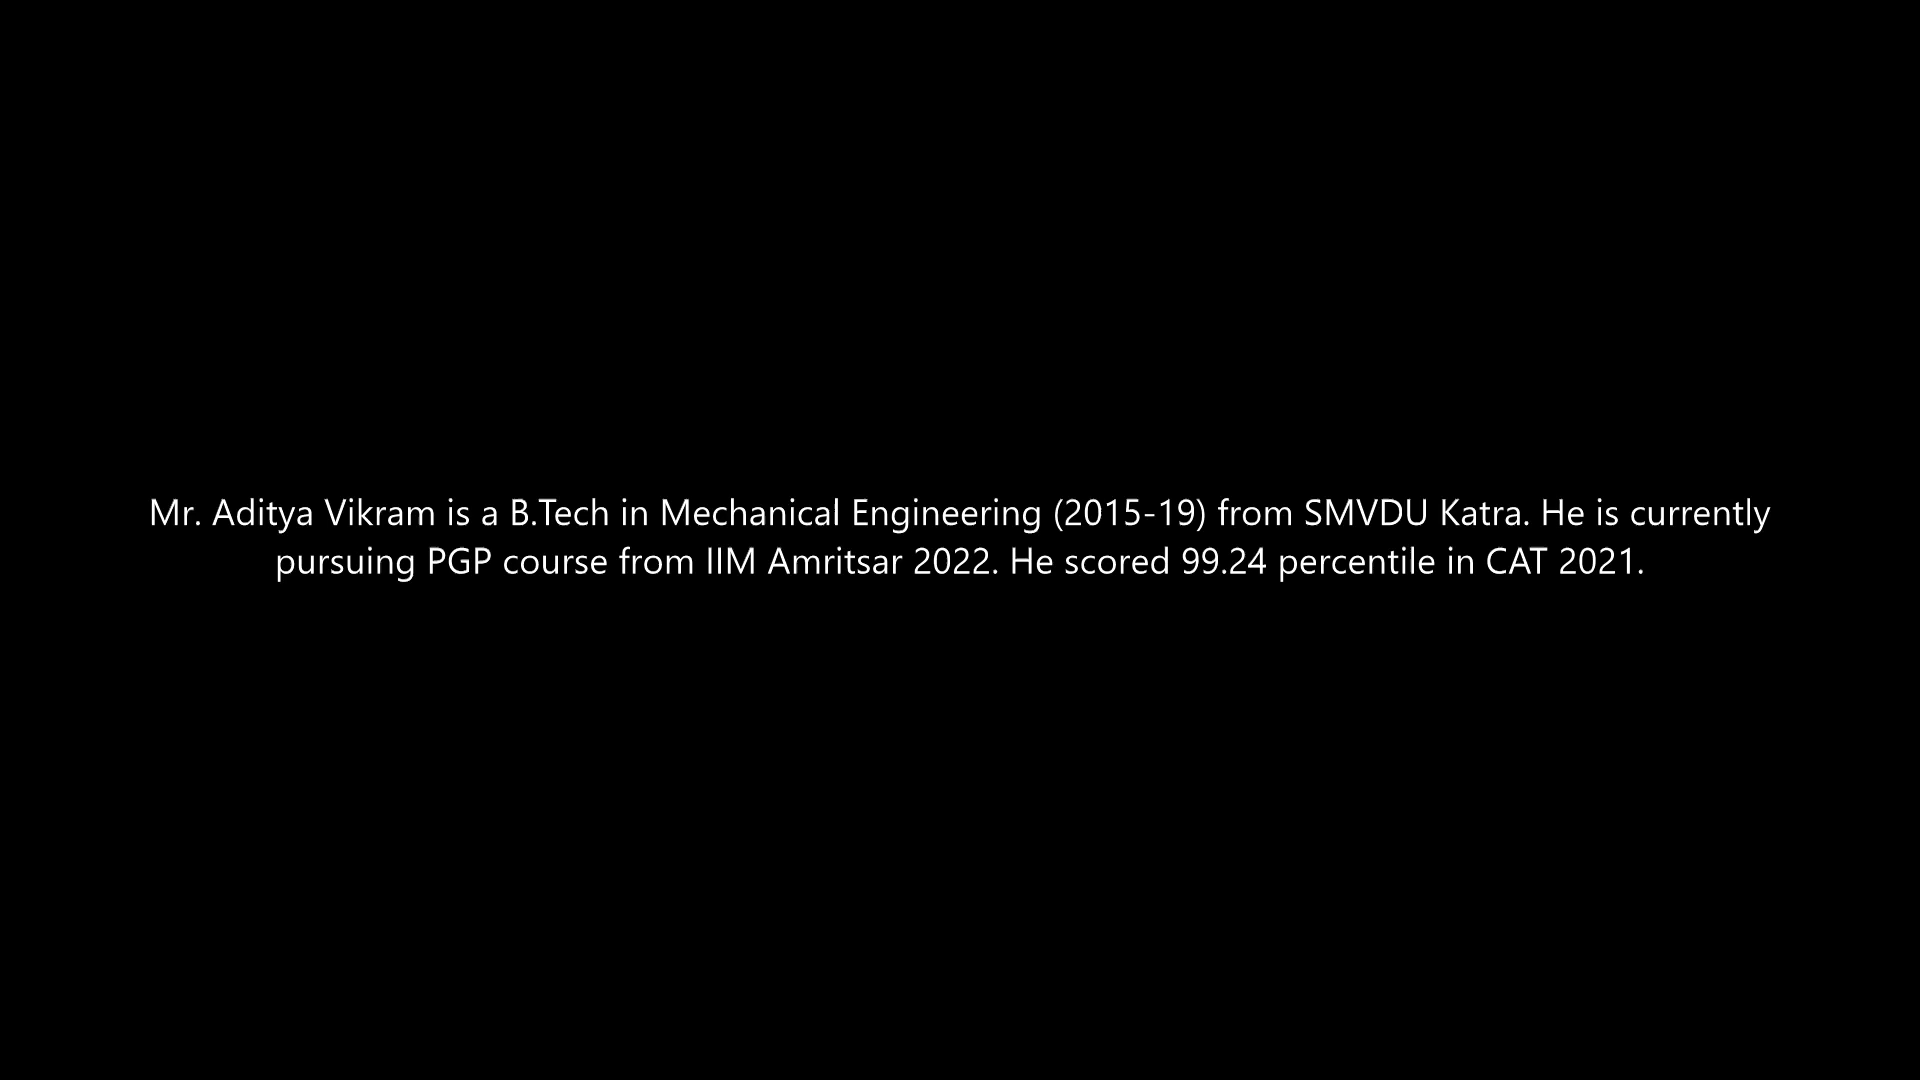 Mr. Aditya Vikram is a B.Tech in Mechanical Engineering (2015-19) from SMVDU Katra. He is currently
pursuing PGP course from IIM Amritsar 2022. He scored 99.24 percentile in CAT 2021.